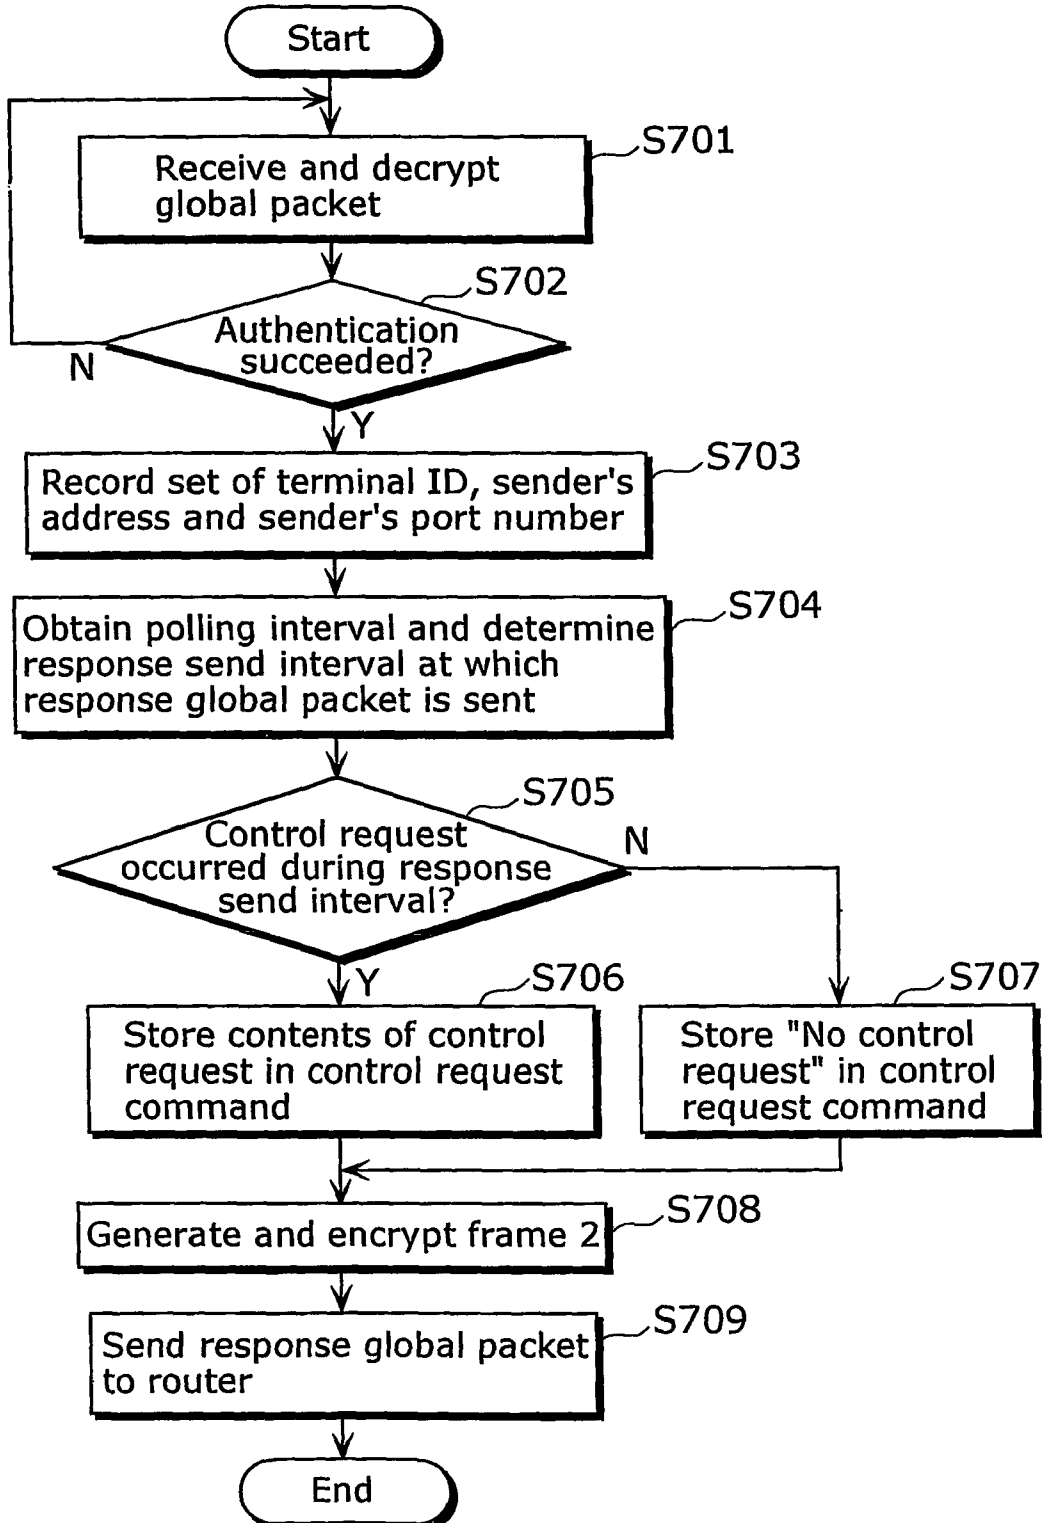 Start
S701
Receive and decrypt
global packet
S702
Authentication
succeeded?
N
Y
S703
Record set of terminal ID, sender's
address and sender's port number
S704
Obtain polling interval and determine
response send interval at which
response global packet is sent
S705
Control request
occurred during response
send interval?
N
Y
S706
Store contents of control
request in control request
command
S707
Store "No control
request" in control
request command
S708
Generate and encrypt frame 2
S709
Send response global packet
to router
End